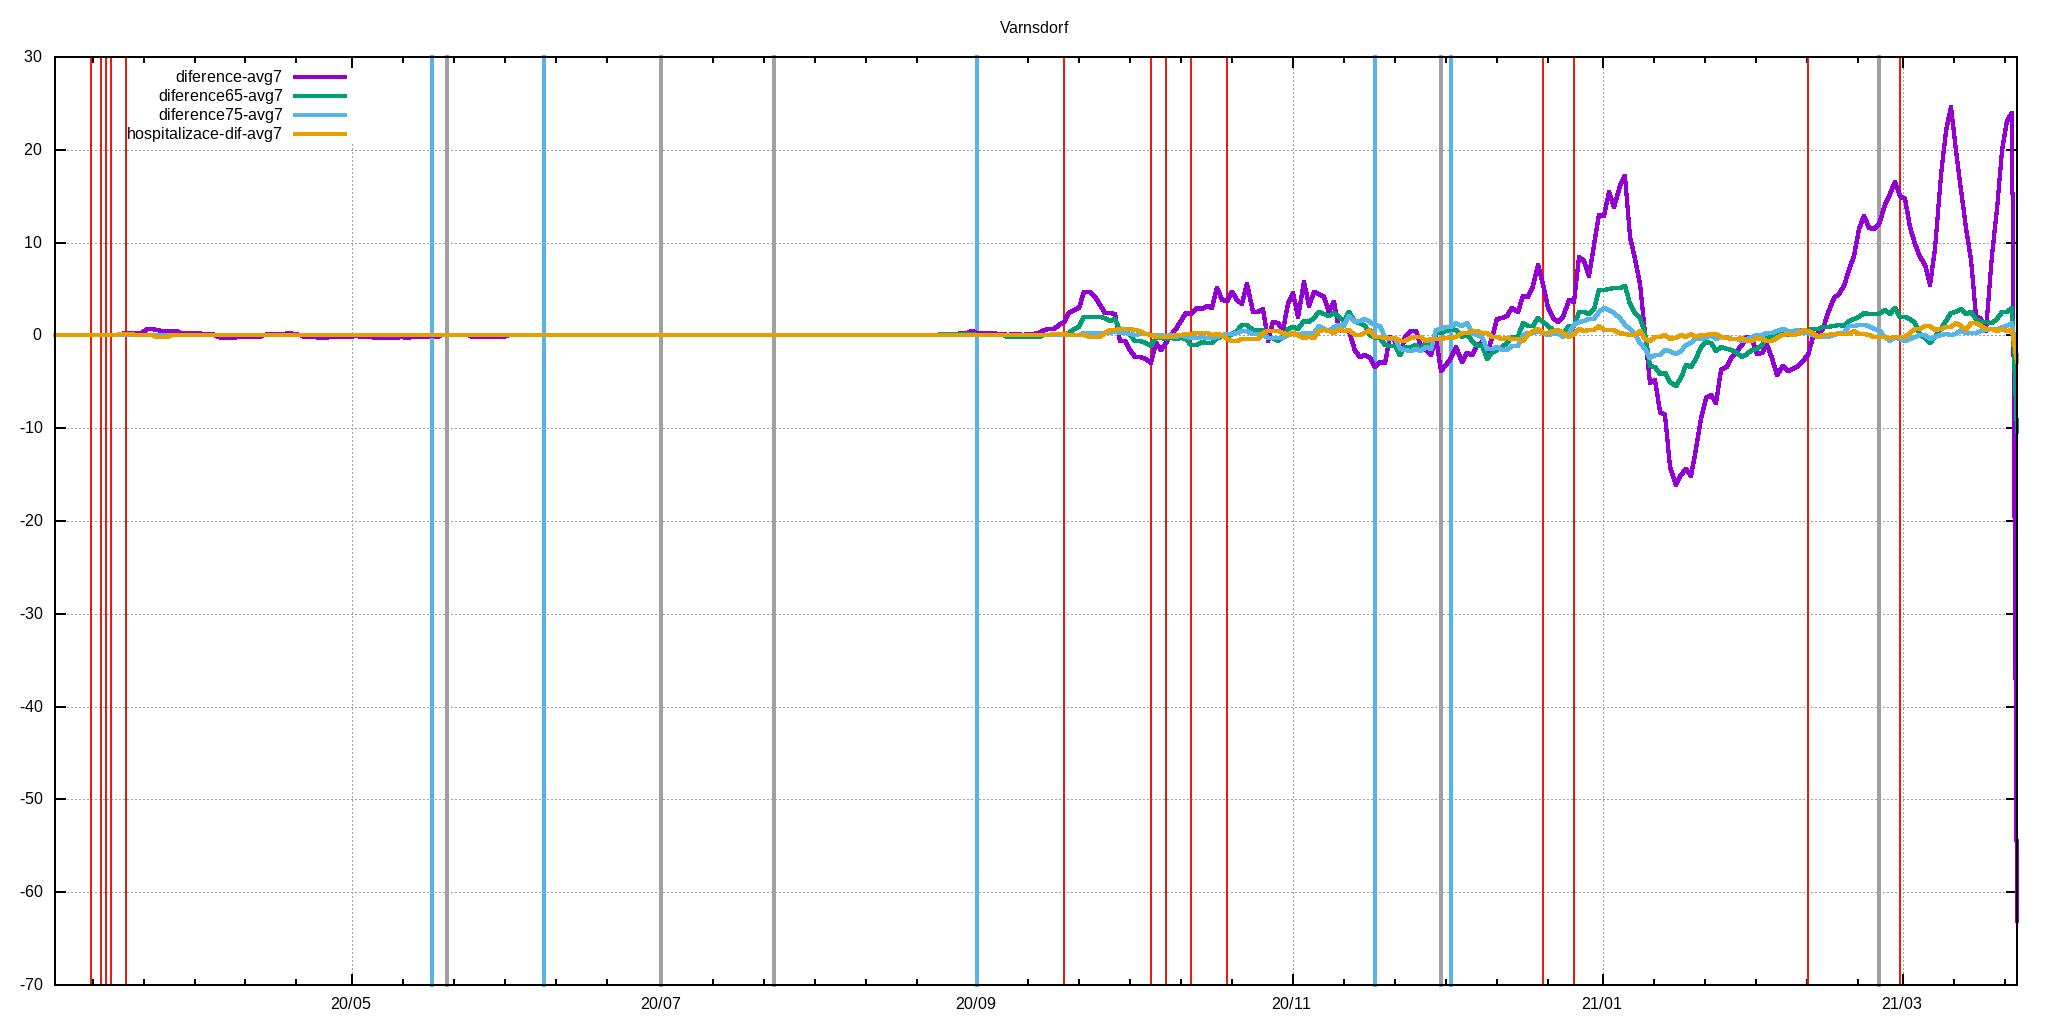 Varnsdorf
diference-avg7
diference65-avg7
diference75-avg7
hospitalizace-dif-avg7
30
20
10
0
-10
-20
-30
-40
-50
-60
-70
20/05 20/07 20/09 20/11 21/01 21/03